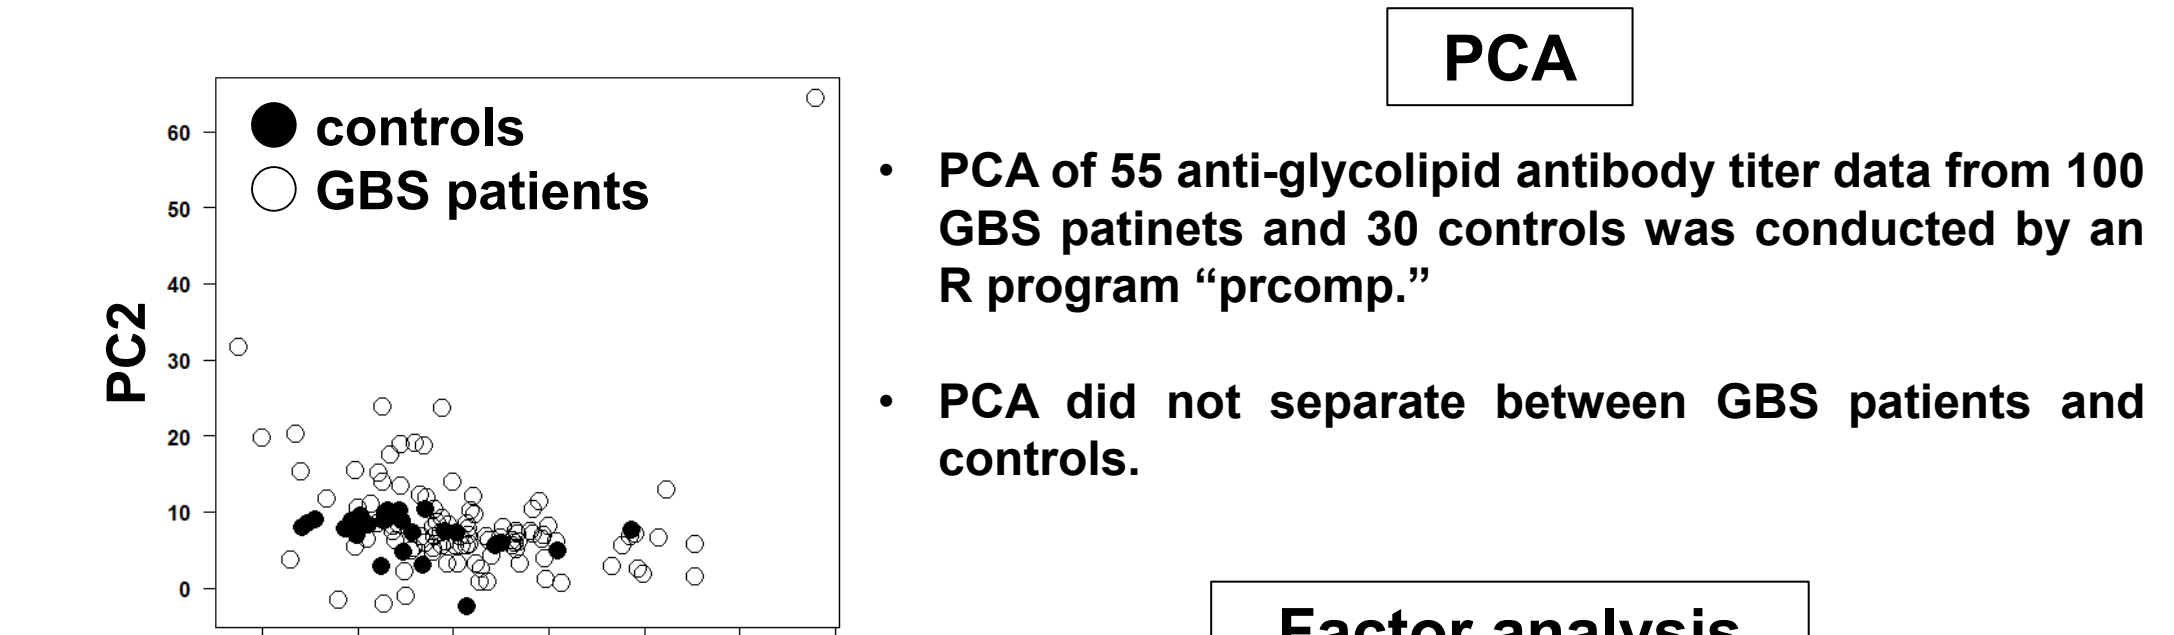 PCA
controls
GBS patients
60
50
40
30
20
10
0
PC2
• PCA of 55 anti-glycolipid antibody titer data from 100
GBS patinets and 30 controls was conducted by an
R program “prcomp.”
• PCA did not separate between GBS patients and
controls.
Factor analysis